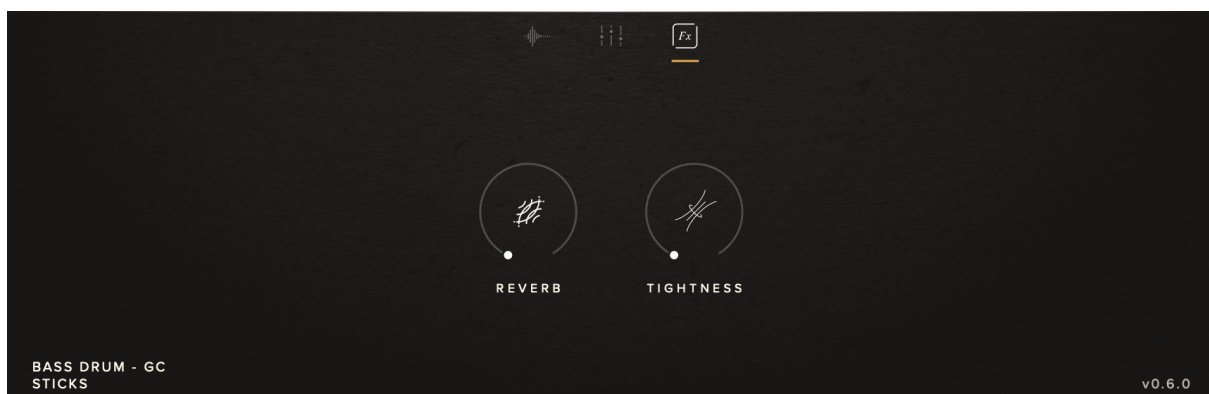 Fx
REVERB
TIGHTNESS
BASS DRUM - GC
STICKS
v0.6.0